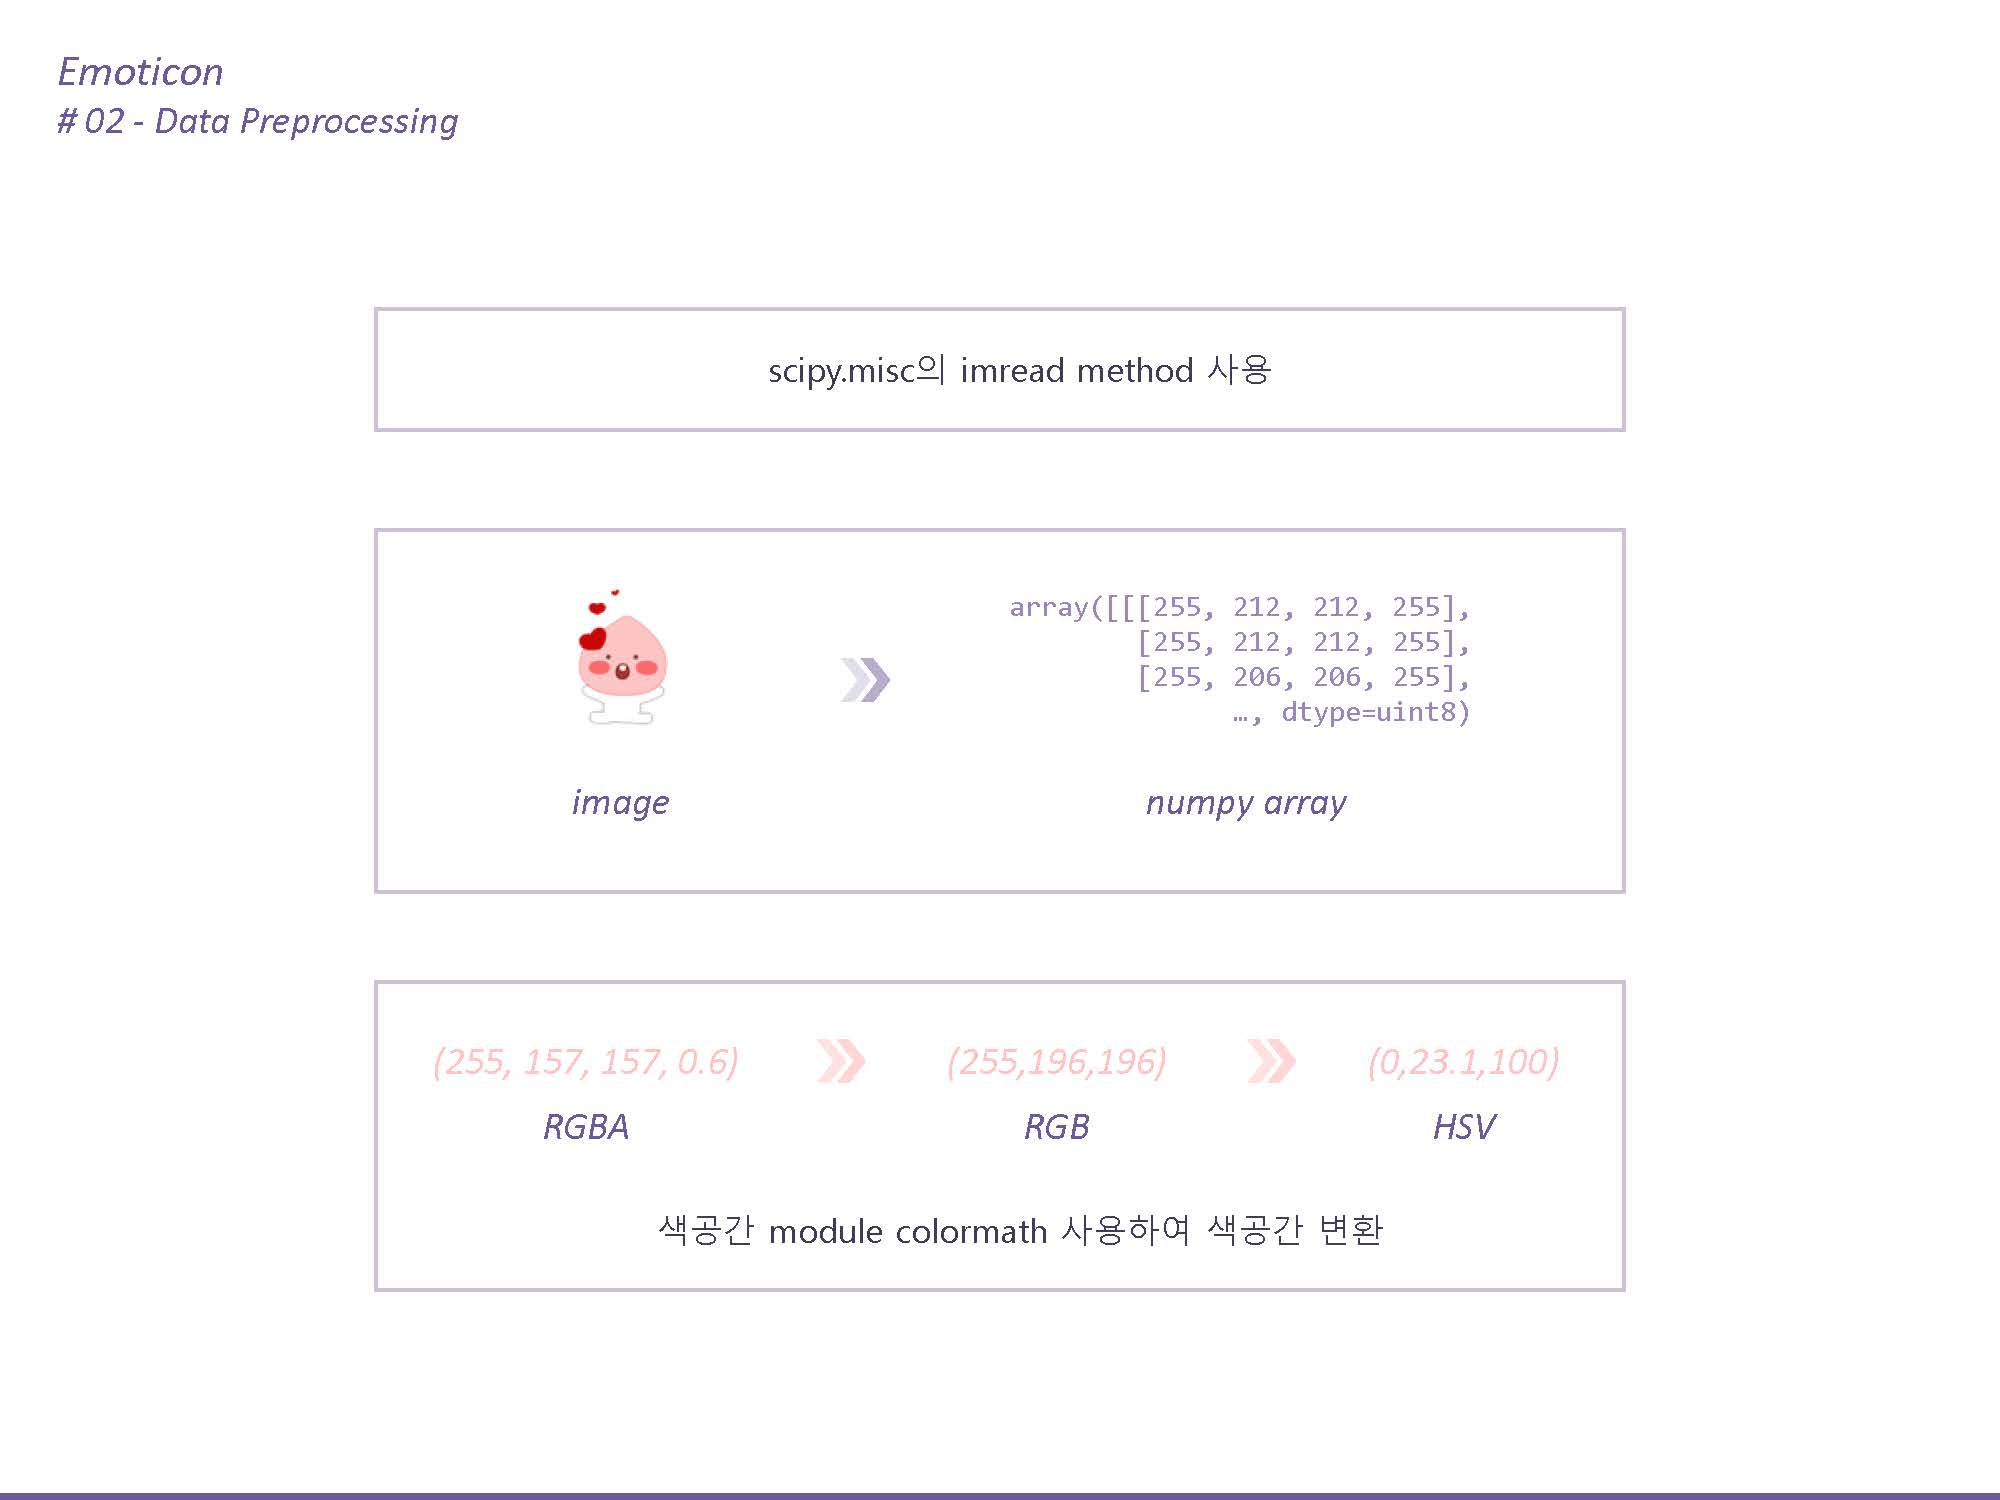 Emoticon
# 02 - Data Preprocessing
scipy.misc의 imread method 사용
array([[[255, 212, 212, 255],
[255, 212, 212, 255],
[255, 206, 206, 255],
…, dtype=uint8)
image
numpy array
(255, 157, 157, 0.6)
(255,196,196)
(0,23.1,100)
RGBA
RGB
HSV
색공간 module colormath 사용하여 색공간 변환